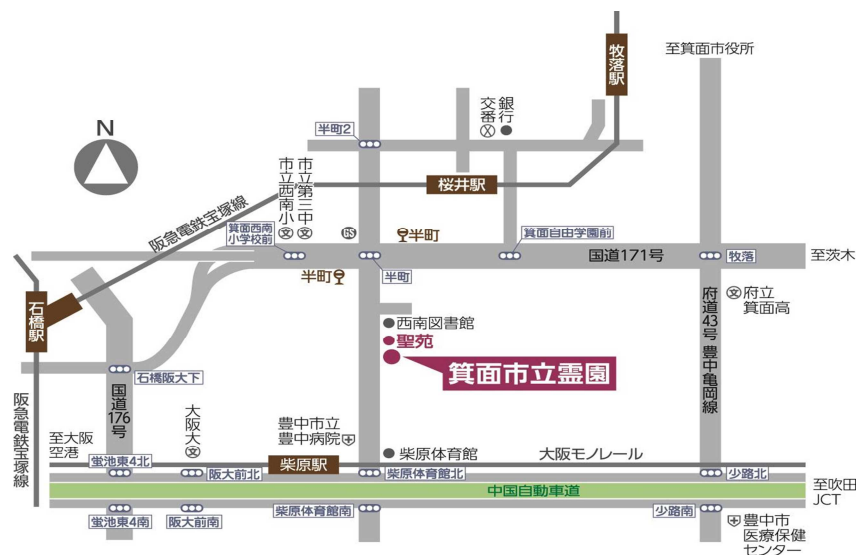 牧落駅
至箕面市役所
N
半町2
交番
銀行
市立西南小
市立第三中
桜井駅
阪急電鉄宝塚線
箕面西南
小学校前
GS
半町
箕面自由学園前
国道171号
牧落
至茨木
半町
半町
石橋駅
西南図書館
聖苑
箕面市立霊園
府立
箕面高
府道43号 豊中亀岡線
石橋阪大下
国道176号
阪急電鉄宝塚線
至大阪
空港
大阪大
豊中市立
豊中病院
柴原体育館
大阪モノレール
蛍池東4北
阪大前北
柴原駅
柴原体育館北
少路北
中国自動車道
至吹田
JCT
蛍池東4南
阪大前南
柴原体育館南
少路南
豊中市
医療保健
センター